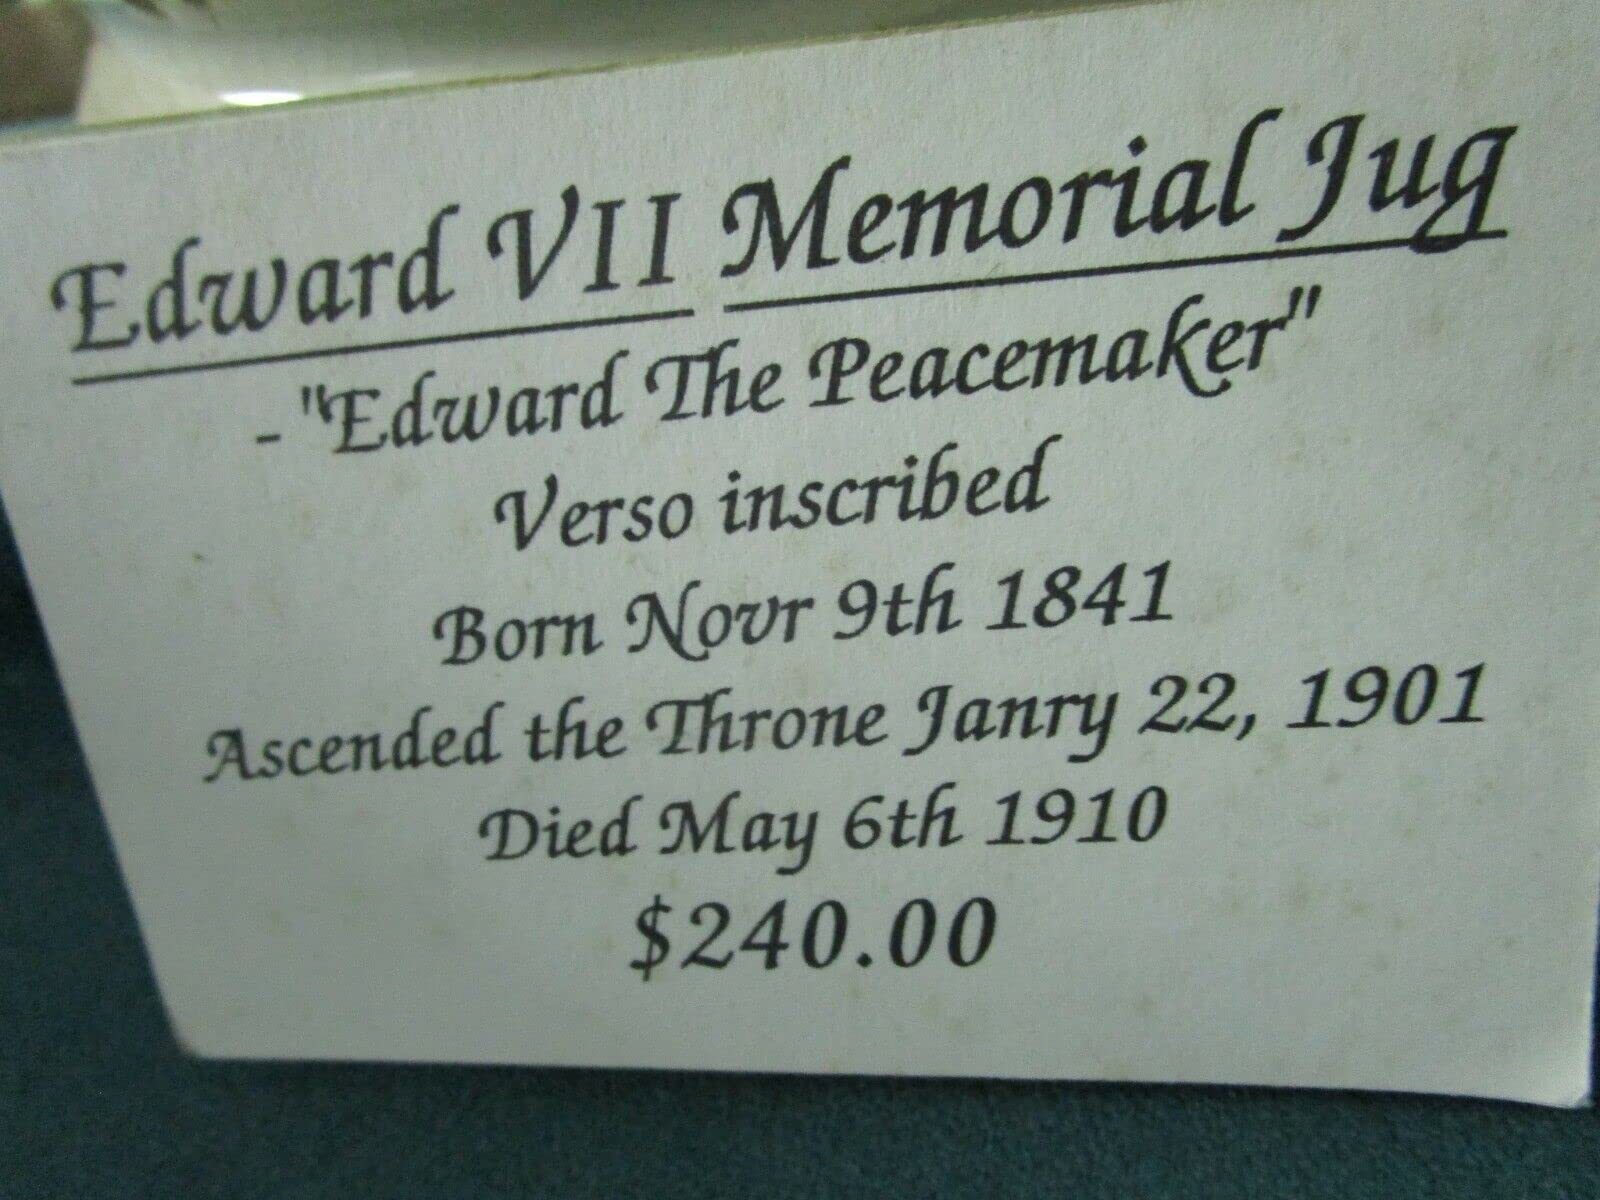 Edward VII Memorial Jug
- "Edward The Peacemaker"
Verso inscribed
Born Novr 9th 1841
Ascended the Throne Janry 22, 1901
Died May 6th 1910
$240.00